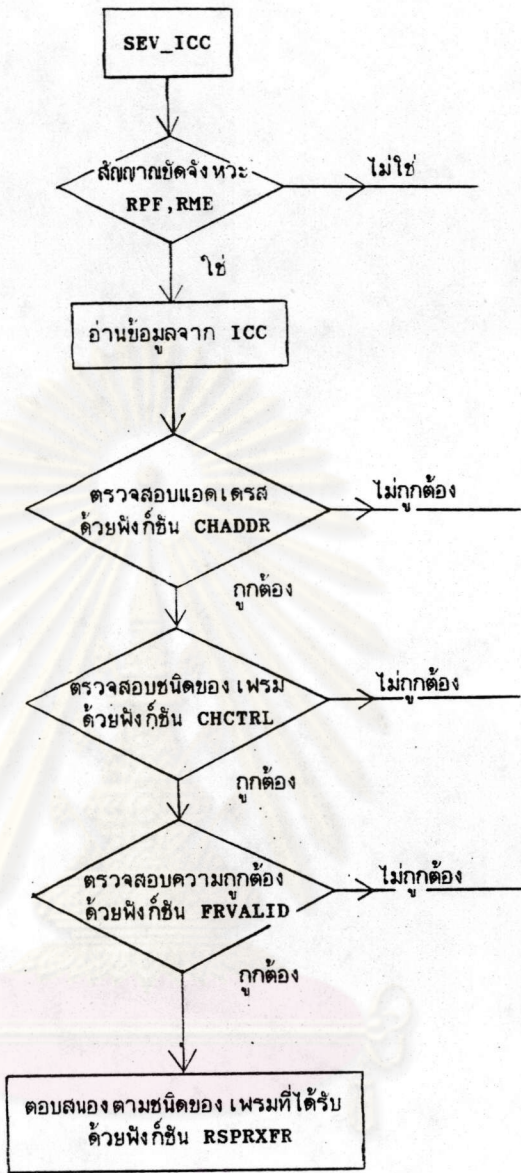 SEV_ICC
สัญญาณขัดจังหวะ
RPF,RME
ไม่ใช่
ใช่
อ่านข้อมูลจาก ICC
ตรวจสอบแอดเดรส
ด้วยฟังก์ชัน CHADDR
ไม่ถูกต้อง
ถูกต้อง
ตรวจสอบชนิดของเฟรม
ด้วยฟังก์ชัน CHCTRL
ไม่ถูกต้อง
ถูกต้อง
ตรวจสอบความถูกต้อง
ด้วยฟังก์ชัน FRVALID
ไม่ถูกต้อง
ถูกต้อง
ตอบสนองตามชนิดของเฟรมที่ได้รับ
ด้วยฟังก์ชัน RSPRXFR